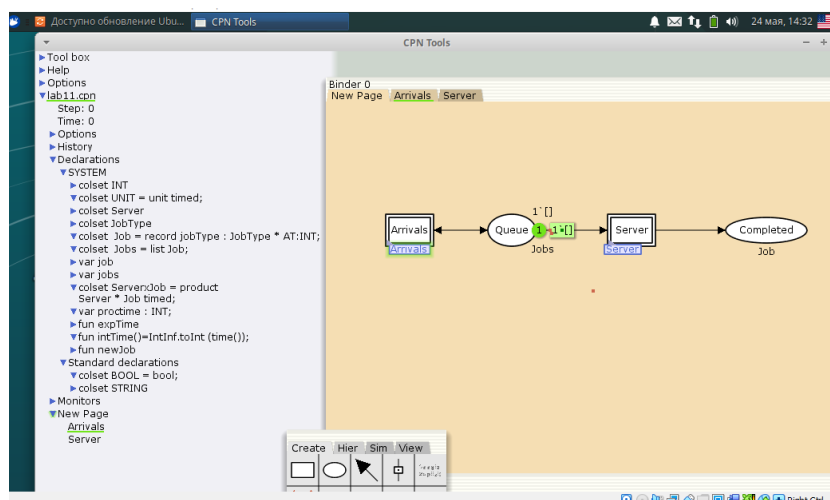 Доступно обновление Ubu... CPN Tools 24 мая, 14:32
CPN Tools
Tool box
Help
Options
lab11.cpn
Step: 0
Time: 0
Options
History
Declarations
SYSTEM
colset INT
colset UNIT = unit timed;
colset Server
colset JobType
colset Job = record jobType : JobType * AT:INT;
colset Jobs = list Job;
var job
var jobs
colset ServerxJob = product
Server * Job timed;
var proctime : INT;
fun expTime
fun intTime()=IntInf.toInt (time());
fun newJob
Standard declarations
colset BOOL = bool;
colset STRING
Monitors
New Page
Arrivals
Server
Binder 0
New Page Arrivals Server
1`[]
Arrivals Queue 1 1`[] Server Completed
Arrivals Jobs Server Job
Create Hier Sim View
Right Ctrl